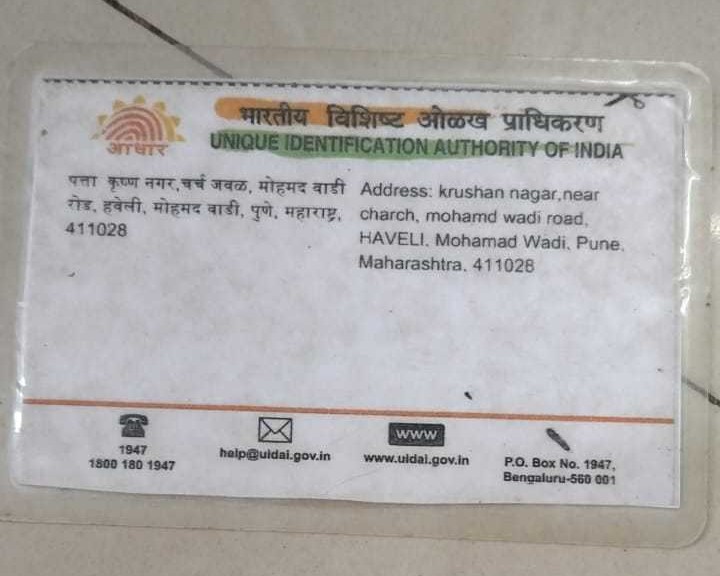 भारतीय विशिष्ट ओळख प्राधिकरण
UNIQUE IDENTIFICATION AUTHORITY OF INDIA
आधार
पत्ता कृष्ण नगर,चर्च जवळ, मोहमद वाडी
रोड, हवेली, मोहमद वाडी, पुणे, महाराष्ट्र,
411028
Address: krushan nagar,near
charch, mohamd wadi road,
HAVELI, Mohamad Wadi, Pune,
Maharashtra, 411028
1947
1800 180 1947
help@uidai.gov.in
www
www.uidai.gov.in
P.O. Box No. 1947,
Bengaluru-560 001